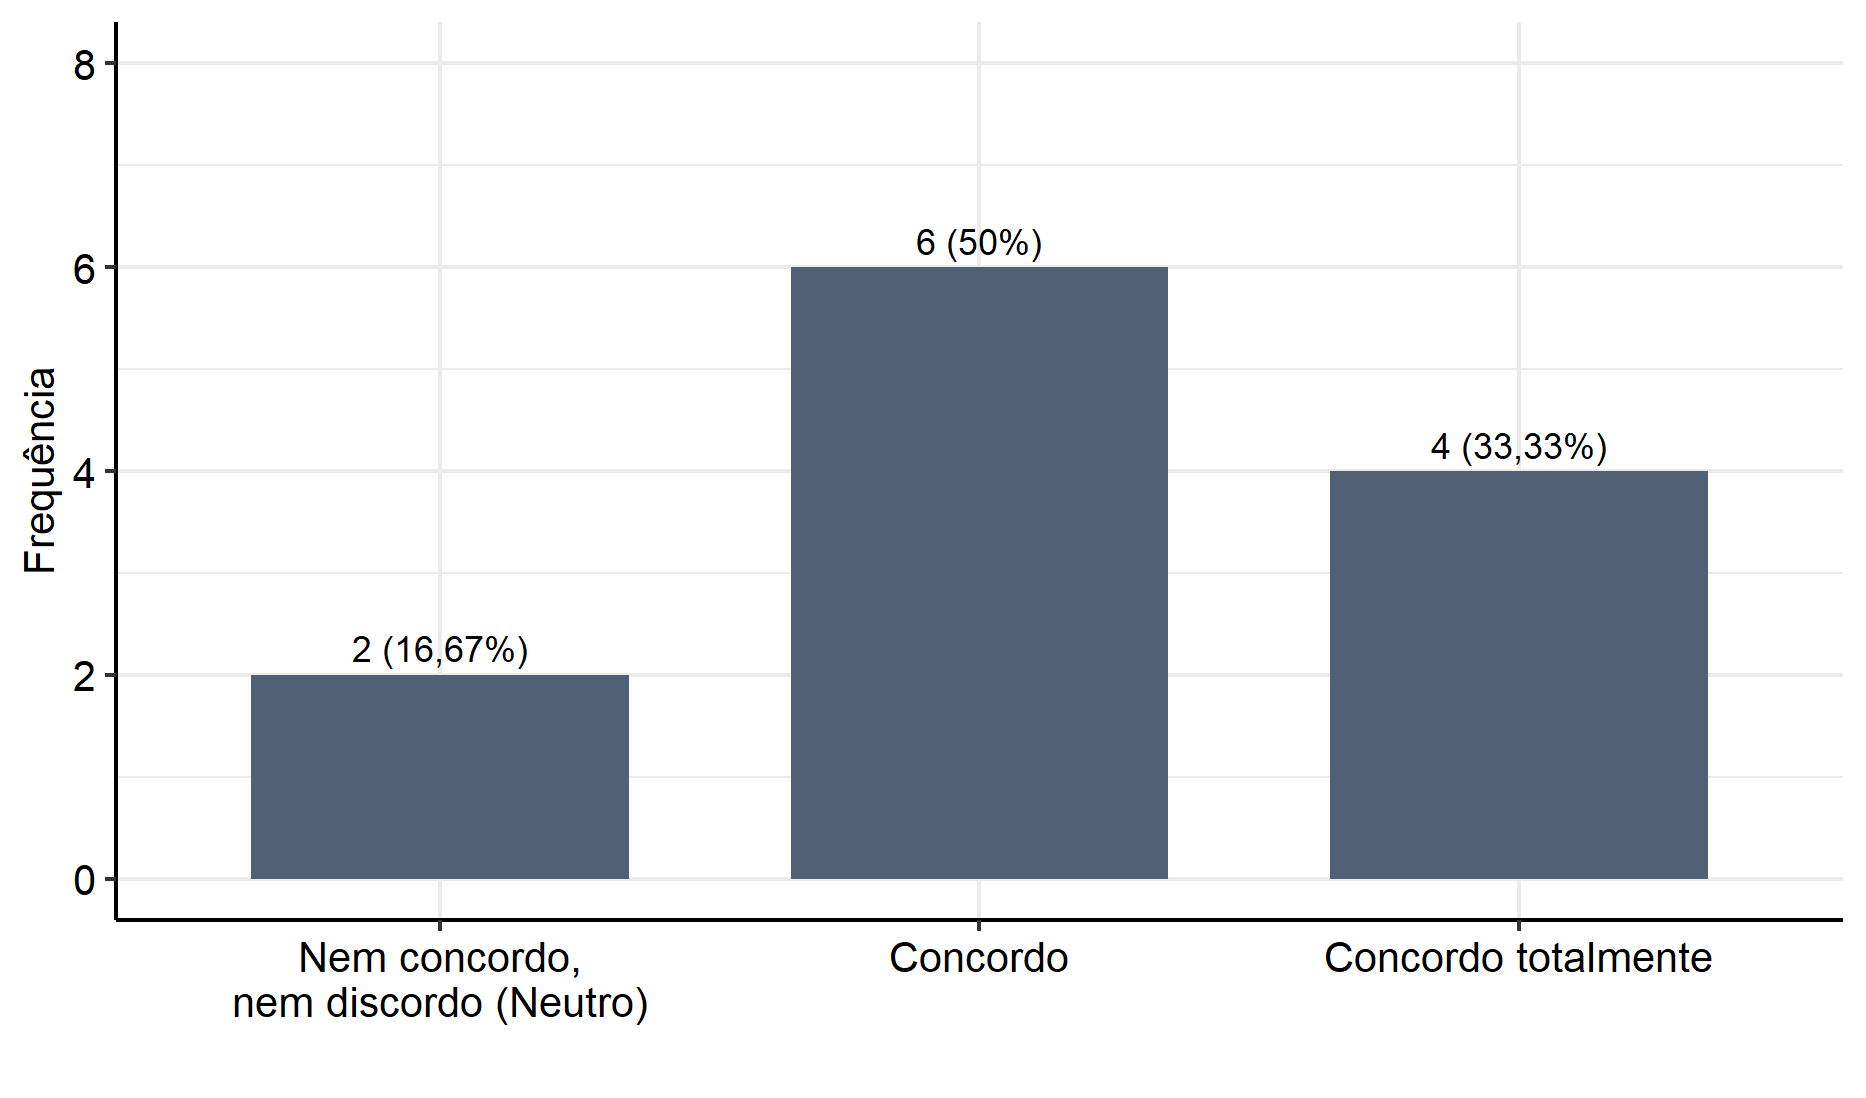 8
6
4
2
0
Frequência
2 (16,67%)
6 (50%)
4 (33,33%)
Nem concordo,
nem discordo (Neutro)
Concordo
Concordo totalmente